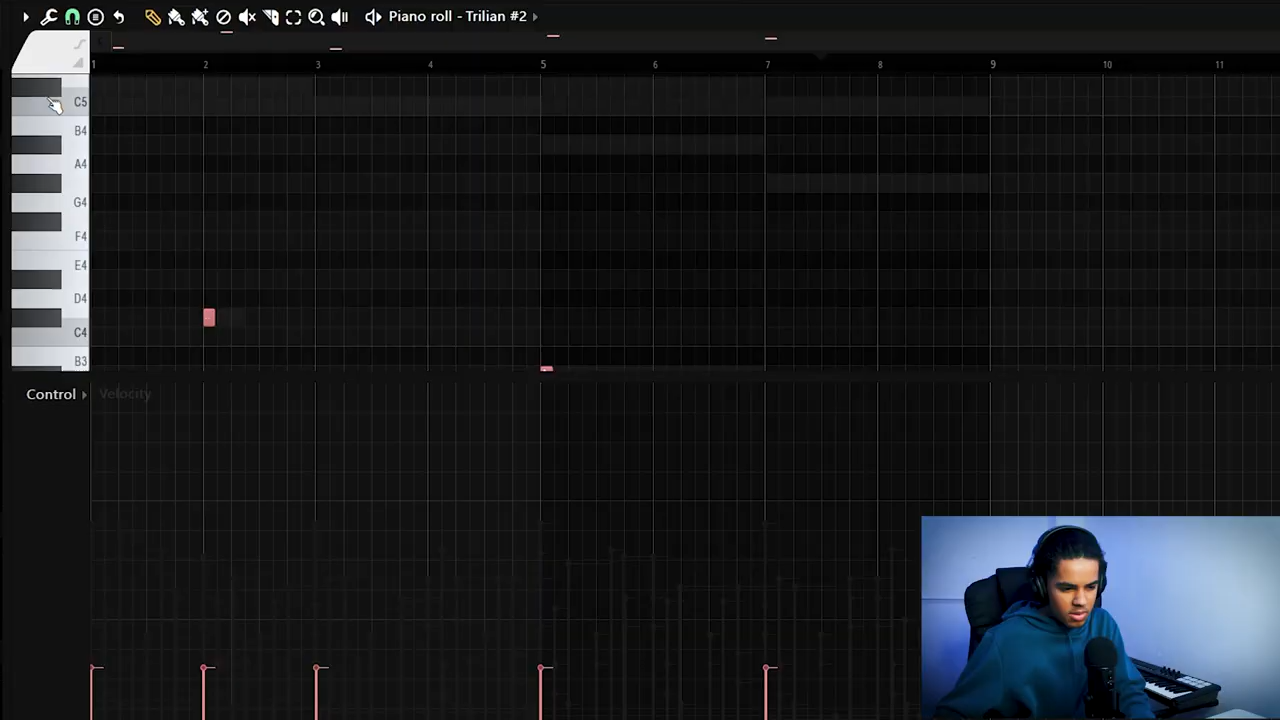 Piano roll - Trilian #2
1 2 3 4 5 6 7 8 9 10 11
C5
B4
A4
G4
F4
E4
D4
C4
B3
Control Velocity